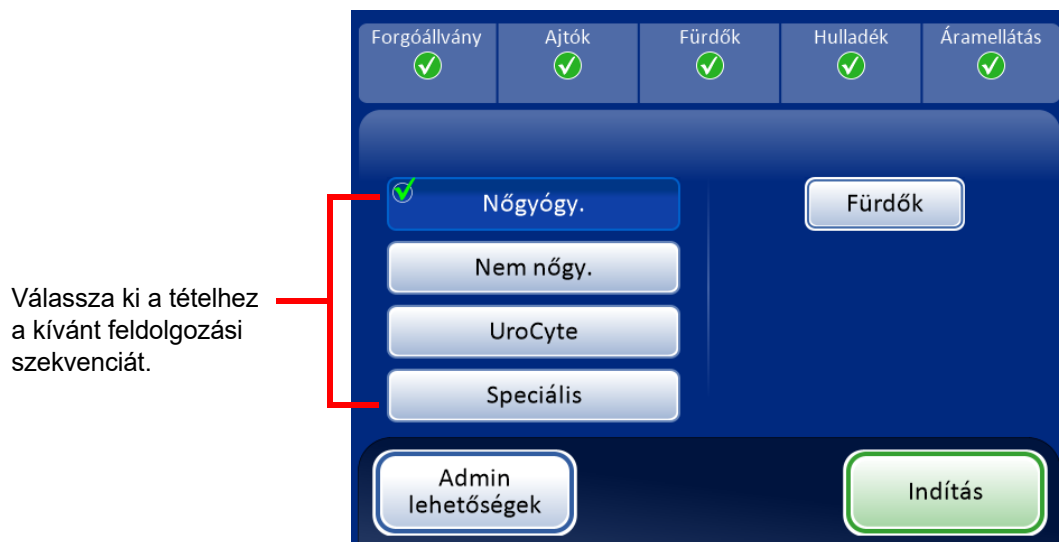 Forgóállvány
Ajtók
Fürdők
Hulladék
Áramellátás
Nőgyógy.
Fürdők
Nem nőgy.
Válassza ki a tételhez
a kívánt feldolgozási
szekvenciát.
UroCyte
Speciális
Admin
lehetőségek
Indítás